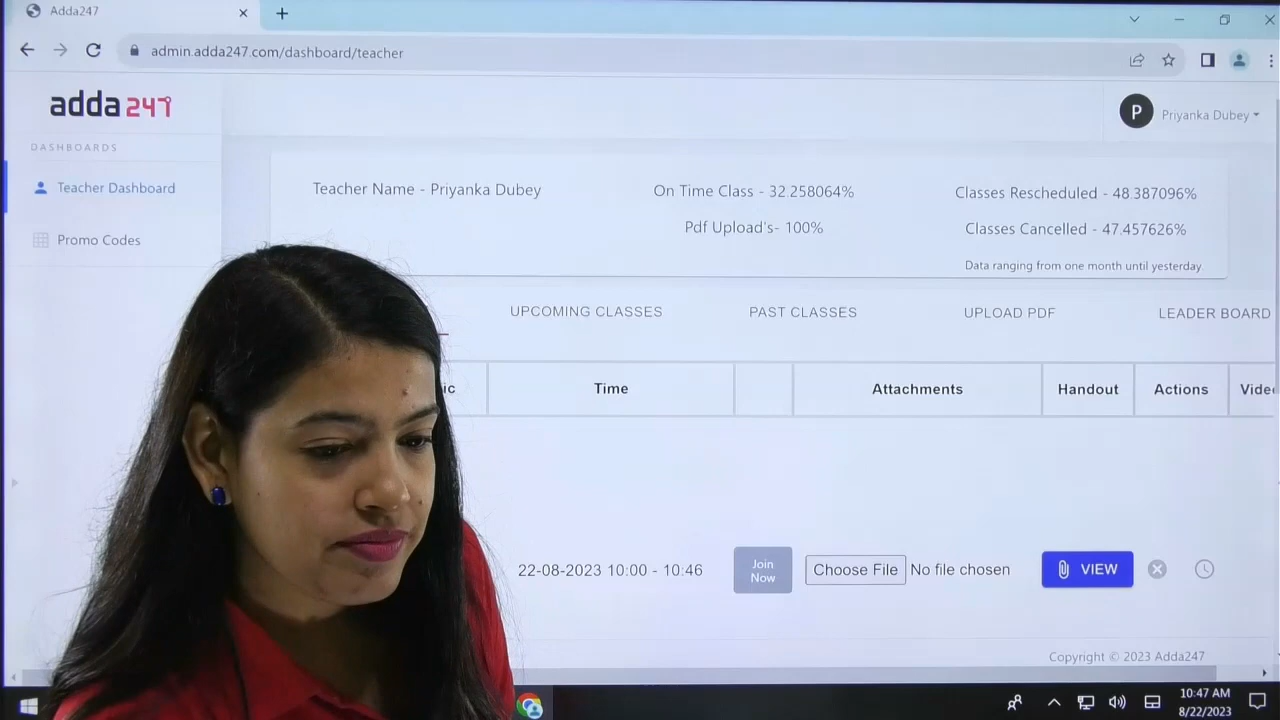 Adda247
admin.adda247.com/dashboard/teacher
adda 247
P
Priyanka Dubey
DASHBOARDS
Teacher Dashboard
Promo Codes
Teacher Name - Priyanka Dubey
On Time Class - 32.258064%
Classes Rescheduled - 48.387096%
Pdf Upload's- 100%
Classes Cancelled - 47.457626%
Data ranging from one month until yesterday
UPCOMING CLASSES
PAST CLASSES
UPLOAD PDF
LEADER BOARD
ic
Time
Attachments
Handout
Actions
Vide
22-08-2023 10:00 - 10:46
Join
Now
Choose File
No file chosen
VIEW
Copyright © 2023 Adda247
10:47 AM
8/22/2023